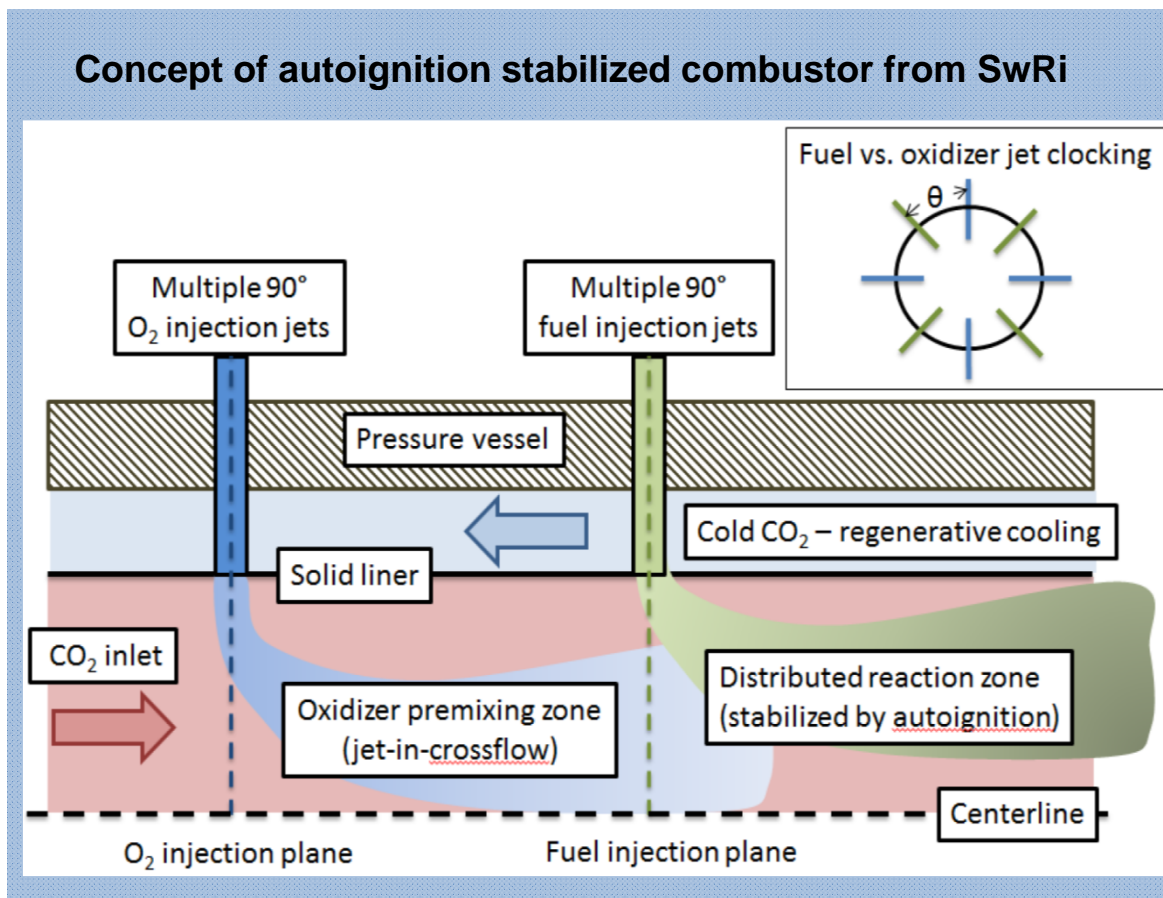 Concept of autoignition stabilized combustor from SwRi
Fuel vs. oxidizer jet clocking
θ
Multiple 90°
O₂ injection jets
Multiple 90°
fuel injection jets
Pressure vessel
Cold CO₂ – regenerative cooling
Solid liner
CO₂ inlet
Oxidizer premixing zone
(jet-in-crossflow)
Distributed reaction zone
(stabilized by autoignition)
Centerline
O₂ injection plane
Fuel injection plane